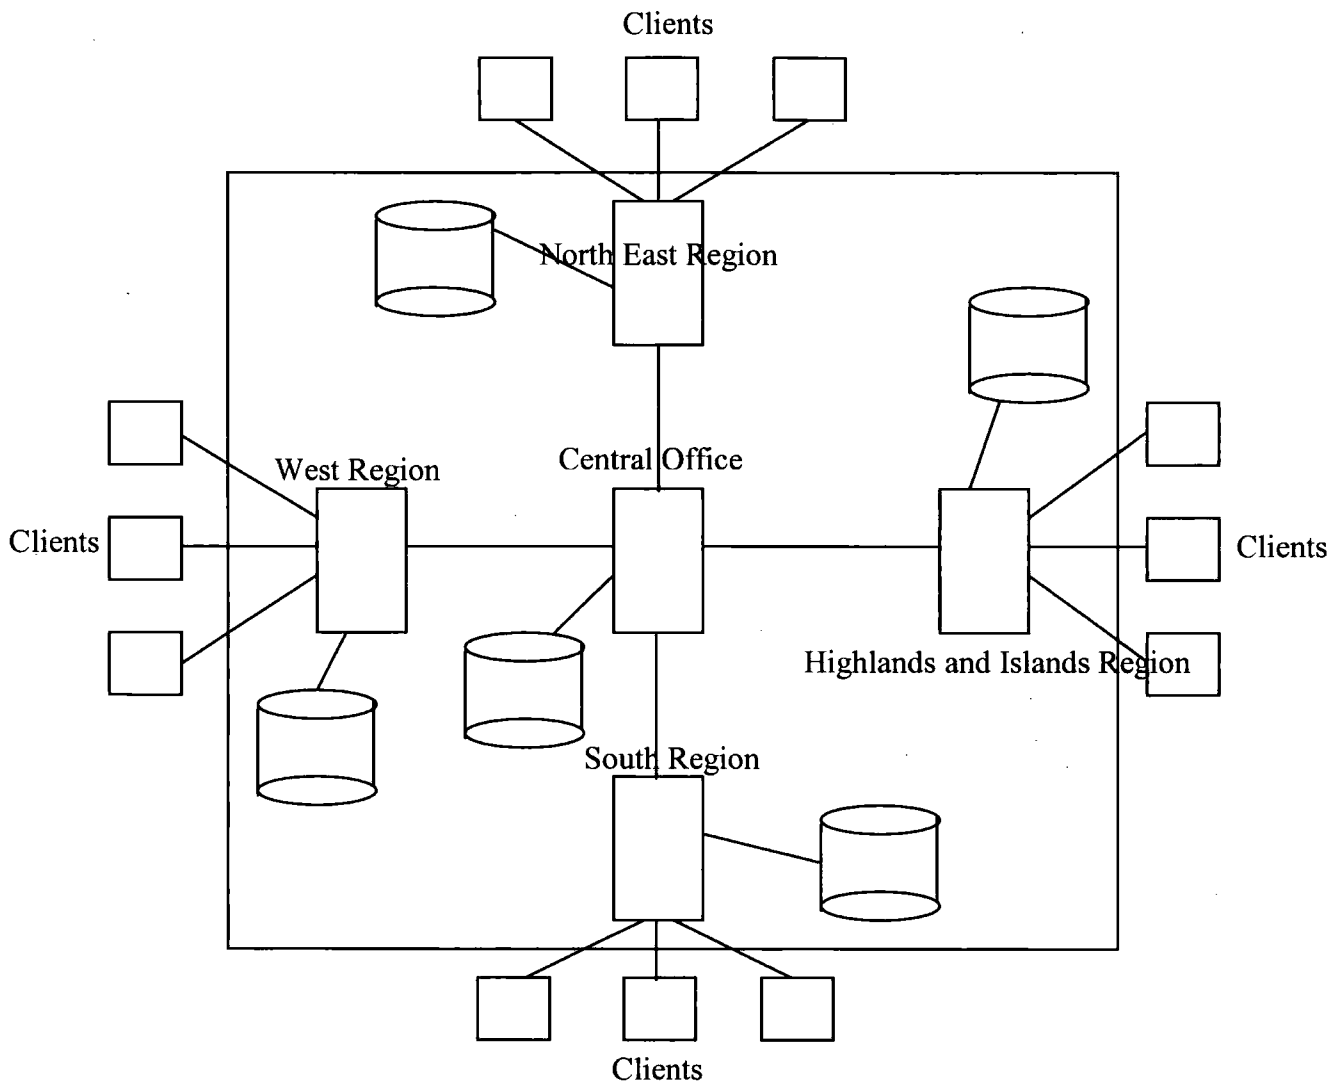 Clients
North East Region
Central Office
West Region
Clients
Clients
Highlands and Islands Region
South Region
Clients